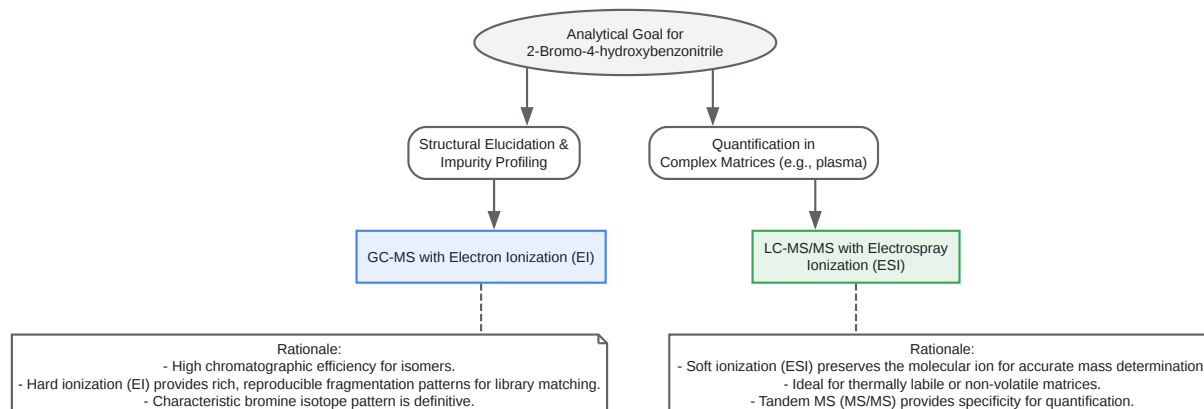 Analytical Goal for
2-Bromo-4-hydroxybenzonitrile
Structural Elucidation &
Impurity Profiling
Quantification in
Complex Matrices (e.g., plasma)
GC-MS with Electron Ionization (EI)
LC-MS/MS with Electrospray
Ionization (ESI)
Rationale:
- High chromatographic efficiency for isomers.
- Hard ionization (EI) provides rich, reproducible fragmentation patterns for library matching.
- Characteristic bromine isotope pattern is definitive.
Rationale:
- Soft ionization (ESI) preserves the molecular ion for accurate mass determination
- Ideal for thermally labile or non-volatile matrices.
- Tandem MS (MS/MS) provides specificity for quantification.